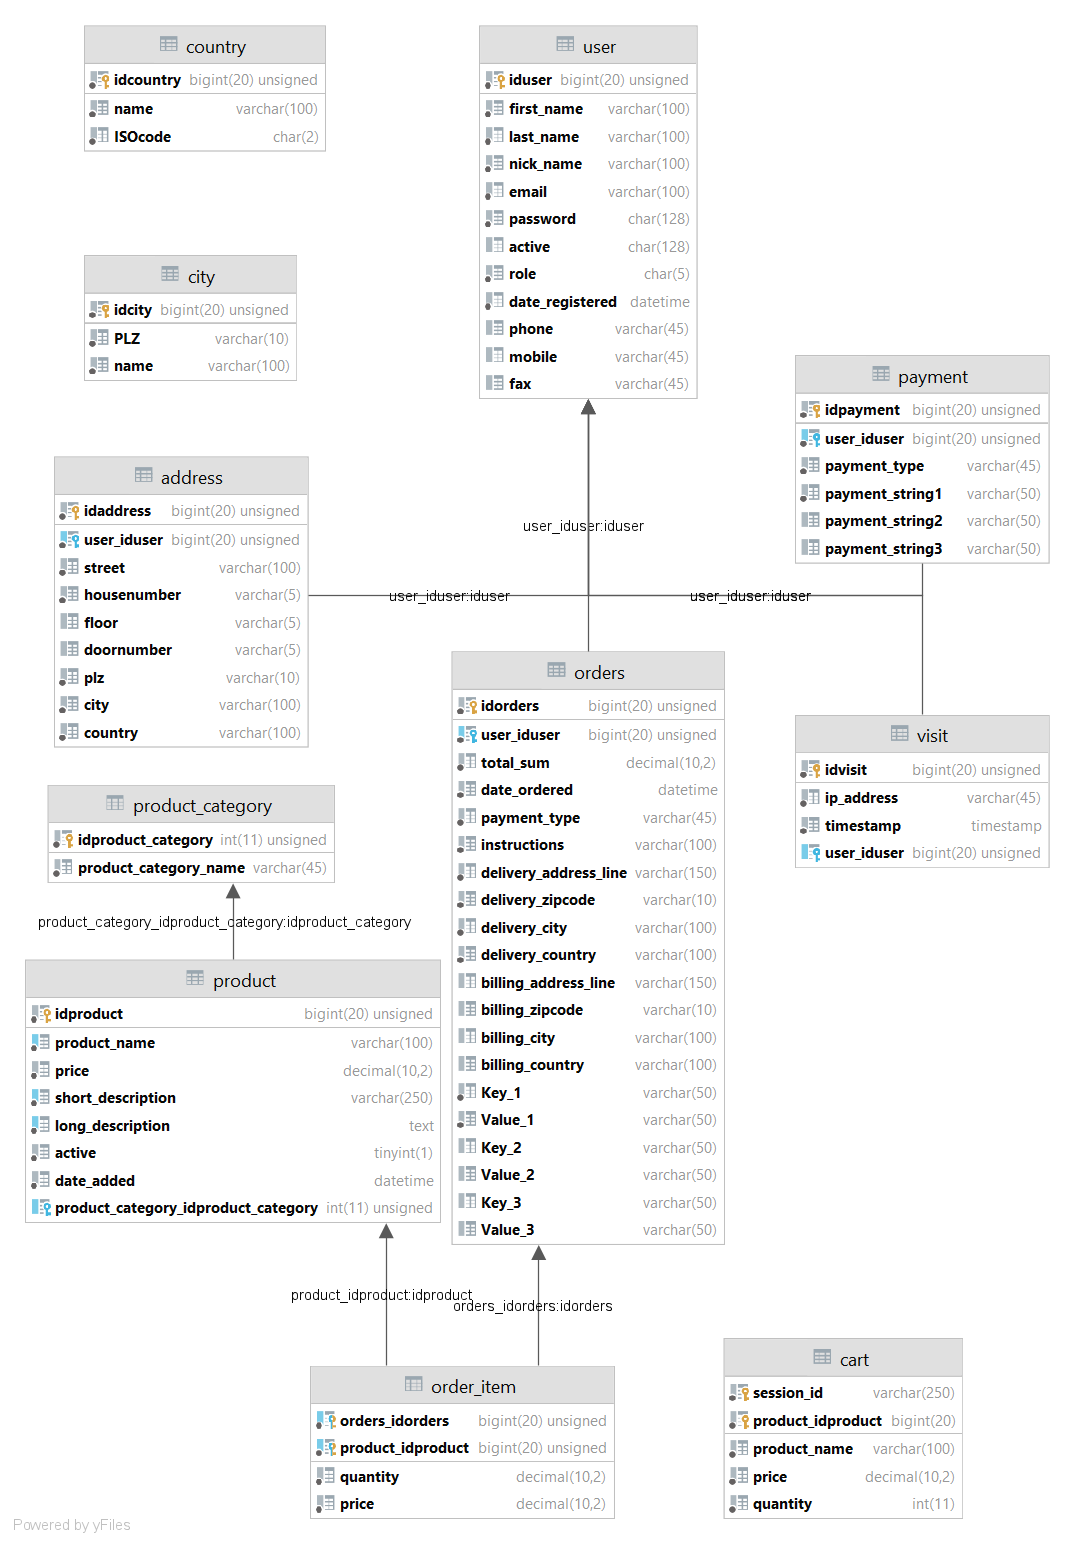 country
idcountry bigint(20) unsigned
name varchar(100)
ISOcode char(2)
user
iduser bigint(20) unsigned
first_name varchar(100)
last_name varchar(100)
nick_name varchar(100)
email varchar(100)
password char(128)
active char(128)
role char(5)
date_registered datetime
phone varchar(45)
mobile varchar(45)
fax varchar(45)
city
idcity bigint(20) unsigned
PLZ varchar(10)
name varchar(100)
payment
idpayment bigint(20) unsigned
user_iduser bigint(20) unsigned
payment_type varchar(45)
payment_string1 varchar(50)
payment_string2 varchar(50)
payment_string3 varchar(50)
address
idaddress bigint(20) unsigned
user_iduser bigint(20) unsigned
street varchar(100)
housenumber varchar(5)
floor varchar(5)
doornumber varchar(5)
plz varchar(10)
city varchar(100)
country varchar(100)
user_iduser:iduser
user_iduser:iduser
user_iduser:iduser
orders
idorders bigint(20) unsigned
user_iduser bigint(20) unsigned
total_sum decimal(10,2)
date_ordered datetime
payment_type varchar(45)
instructions varchar(100)
delivery_address_line varchar(150)
delivery_zipcode varchar(10)
delivery_city varchar(100)
delivery_country varchar(100)
billing_address_line varchar(150)
billing_zipcode varchar(10)
billing_city varchar(100)
billing_country varchar(100)
Key_1 varchar(50)
Value_1 varchar(50)
Key_2 varchar(50)
Value_2 varchar(50)
Key_3 varchar(50)
Value_3 varchar(50)
visit
idvisit bigint(20) unsigned
ip_address varchar(45)
timestamp timestamp
user_iduser bigint(20) unsigned
product_category
idproduct_category int(11) unsigned
product_category_name varchar(45)
product_category_idproduct_category:idproduct_category
product
idproduct bigint(20) unsigned
product_name varchar(100)
price decimal(10,2)
short_description varchar(250)
long_description text
active tinyint(1)
date_added datetime
product_category_idproduct_category int(11) unsigned
product_idproduct:idproduct
orders_idorders:idorders
order_item
orders_idorders bigint(20) unsigned
product_idproduct bigint(20) unsigned
quantity decimal(10,2)
price decimal(10,2)
cart
session_id varchar(250)
product_idproduct bigint(20)
product_name varchar(100)
price decimal(10,2)
quantity int(11)
Powered by yFiles